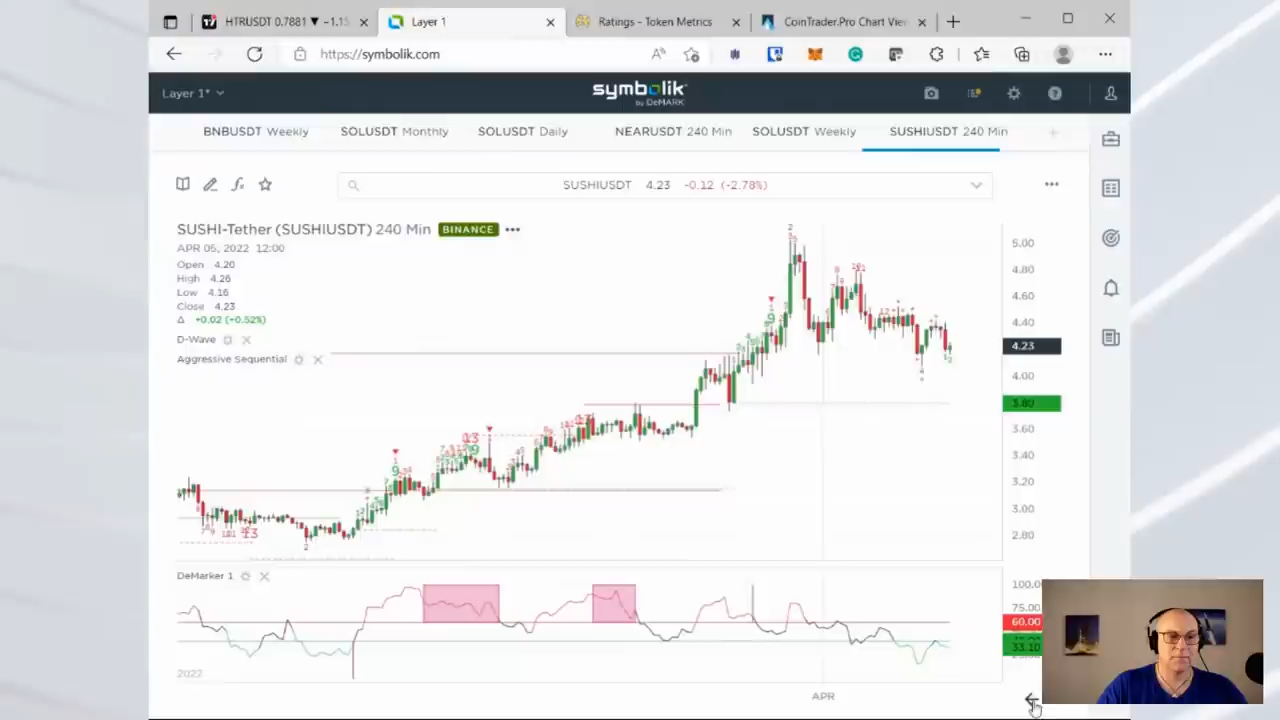 HTRUSDT 0.7881 ▼ -1.15
Layer 1
Ratings - Token Metrics
CoinTrader.Pro Chart View
https://symbolik.com
Layer 1*
symbolik
by DeMARK
BNBUSDT Weekly
SOLUSDT Monthly
SOLUSDT Daily
NEARUSDT 240 Min
SOLUSDT Weekly
SUSHIUSDT 240 Min
SUSHIUSDT 4.23 -0.12 (-2.78%)
SUSHI-Tether (SUSHIUSDT) 240 Min BINANCE
APR 05, 2022 12:00
Open 4.20
High 4.26
Low 4.16
Close 4.23
Δ +0.02 (+0.52%)
D-Wave
Aggressive Sequential
5.00
4.80
4.60
4.40
4.23
4.00
3.80
3.60
3.40
3.20
3.00
2.80
DeMarker 1
100.0
75.00
60.00
33.10
2022
APR